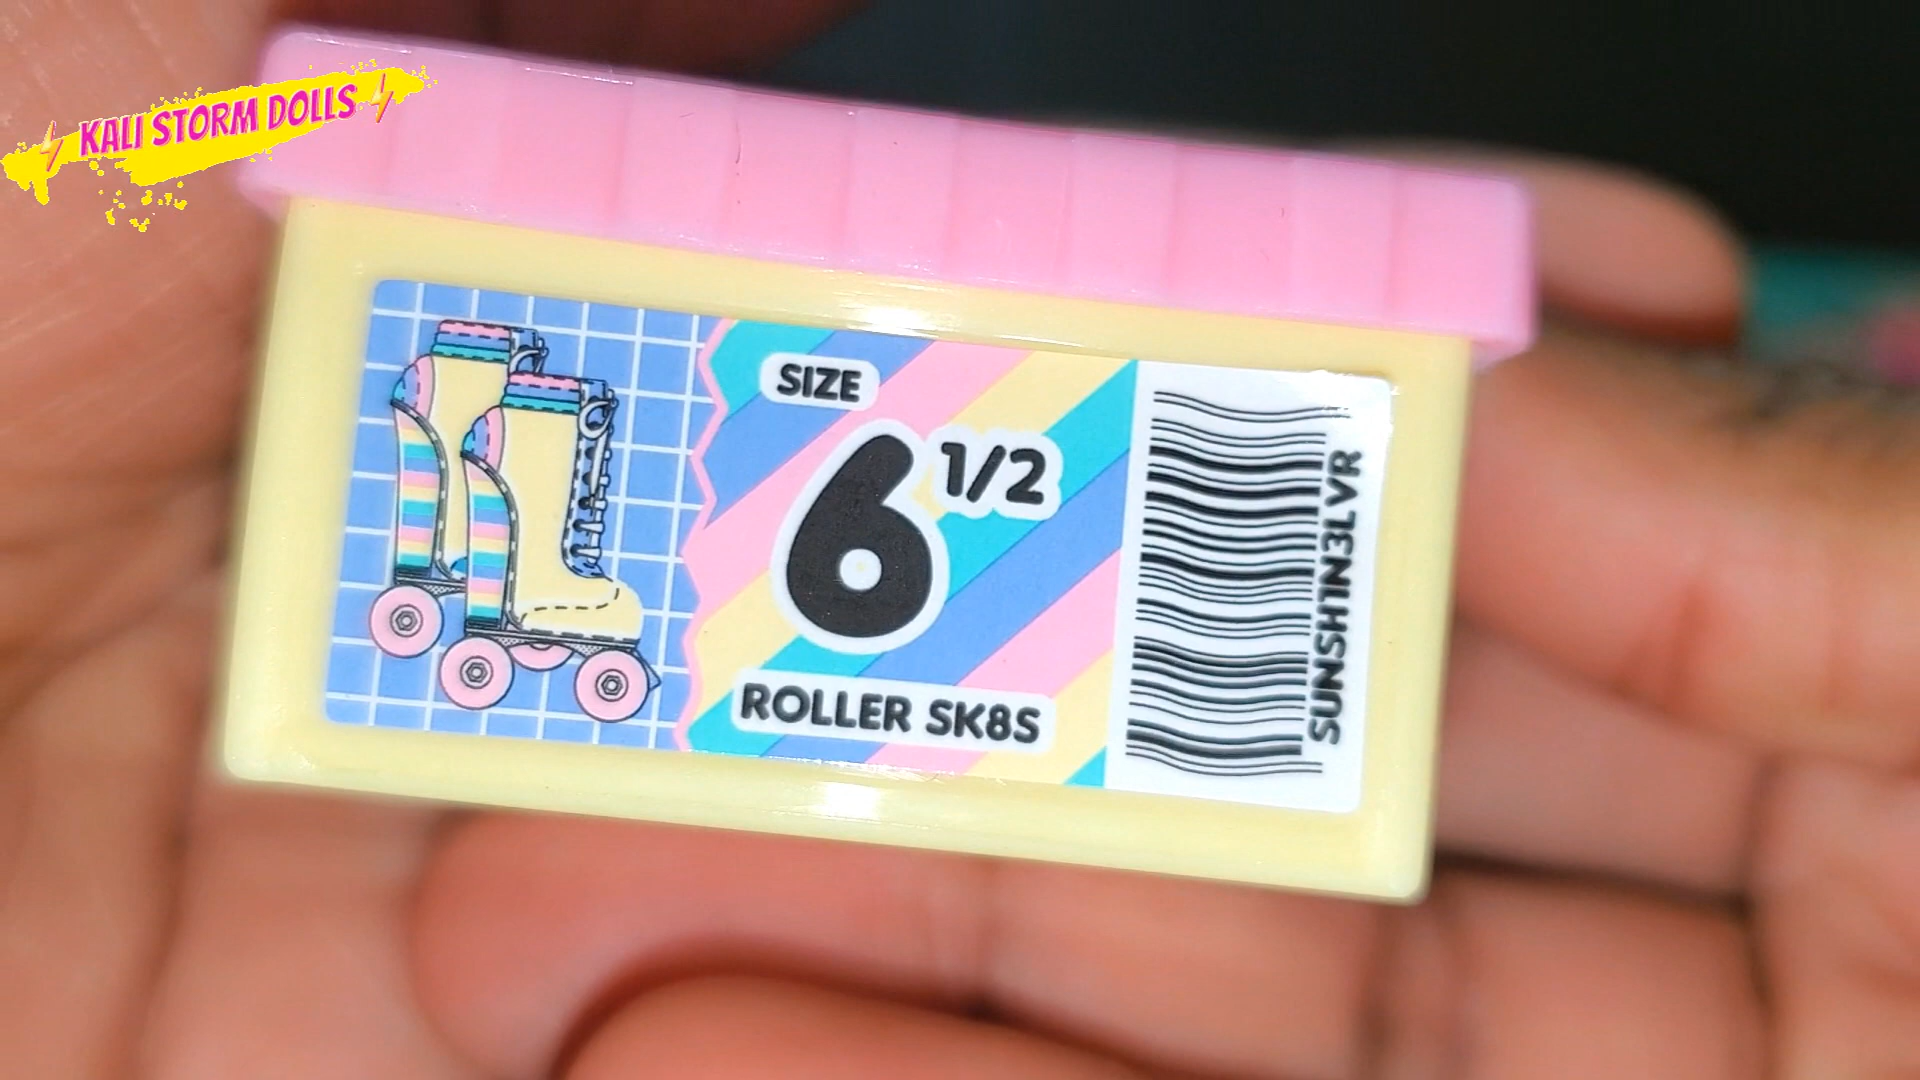 ⚡ KALI STORM DOLLS ⚡
SIZE
6 1/2
ROLLER SK8S
SUNSH1N3LVR